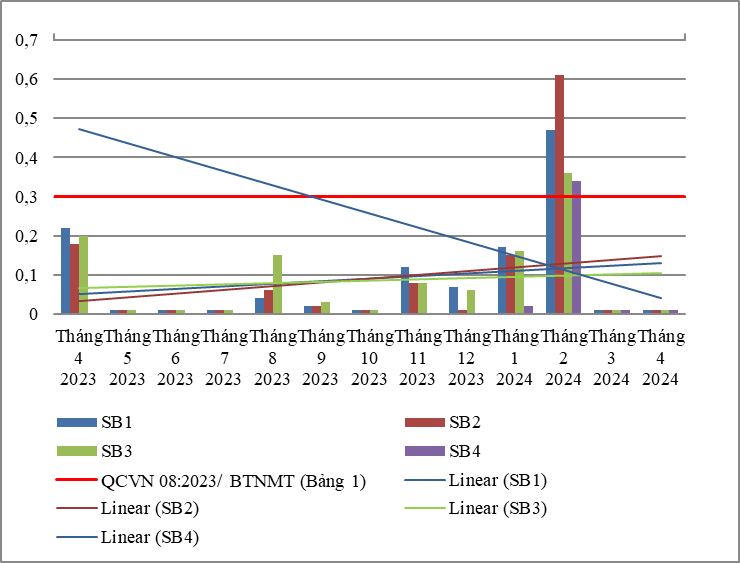 0,7
0,6
0,5
0,4
0,3
0,2
0,1
0
Tháng Tháng Tháng Tháng Tháng Tháng Tháng Tháng Tháng Tháng Tháng Tháng Tháng
4 5 6 7 8 9 10 11 12 1 2 3 4
2023 2023 2023 2023 2023 2023 2023 2023 2023 2024 2024 2024 2024
SB1 SB2
SB3 SB4
QCVN 08:2023/ BTNMT (Bảng 1) Linear (SB1)
Linear (SB2) Linear (SB3)
Linear (SB4)